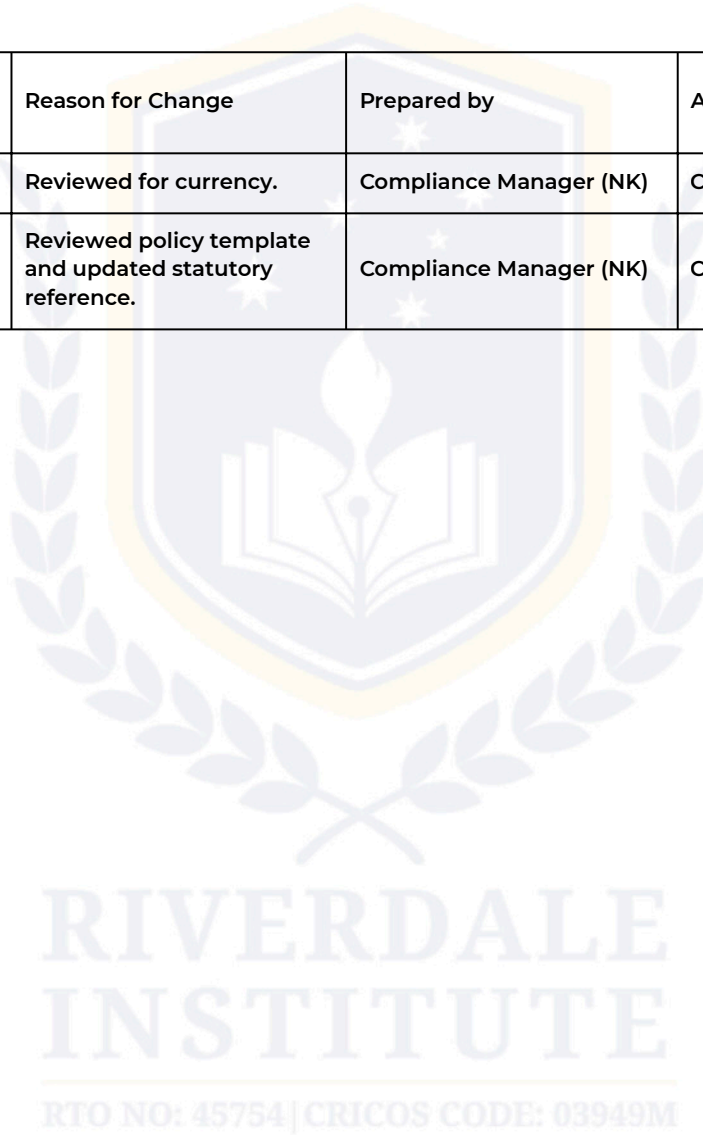 Reason for Change Prepared by A
Reviewed for currency. Compliance Manager (NK) C
Reviewed policy template
and updated statutory Compliance Manager (NK) C
reference.
RIVERDALE
INSTITUTE
RTO NO: 45754|CRICOS CODE: 03949M